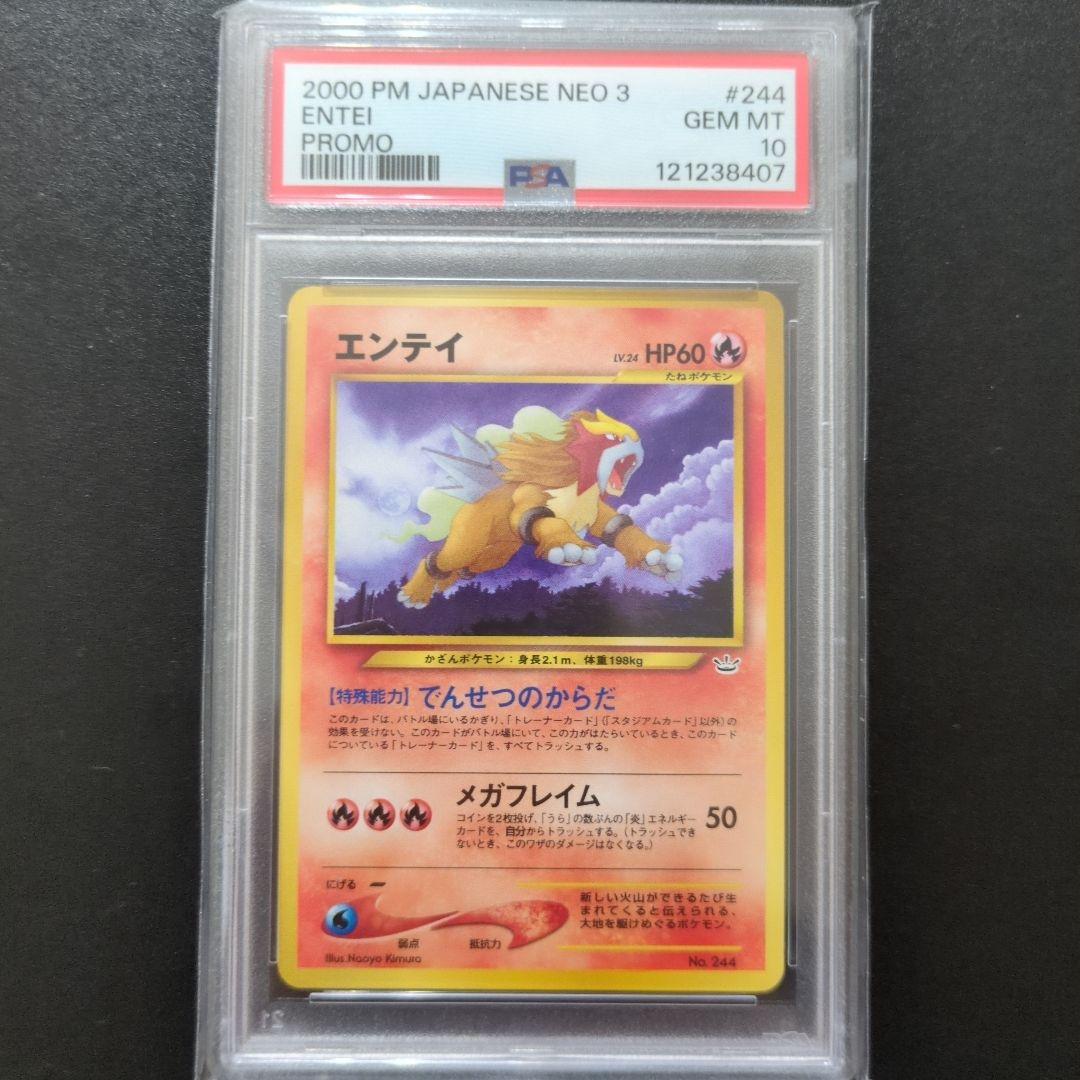 2000 PM JAPANESE NEO 3 #244
ENTEI GEM MT
PROMO 10
PSA 121238407
エンテイ LV.24 HP60
たねポケモン
かざんポケモン：身長2.1m、体重198kg
【特殊能力】でんせつのからだ
このカードは、バトル場にいるかぎり、「トレーナーカード」（「スタジアムカード」以外）の
効果を受けない。このカードがバトル場にいて、この力がはたらいているとき、このカード
についている「トレーナーカード」を、すべてトラッシュする。
メガフレイム 50
コインを2枚投げ、「うら」の数ぶんの「炎」エネルギー
カードを、自分からトラッシュする。（トラッシュでき
ないとき、このワザのダメージはなくなる。）
にげる
弱点 抵抗力
新しい火山ができるたび生
まれてくると伝えられる、
大地を駆けめぐるポケモン。
Illus.Naoyo Kimura No. 244
21